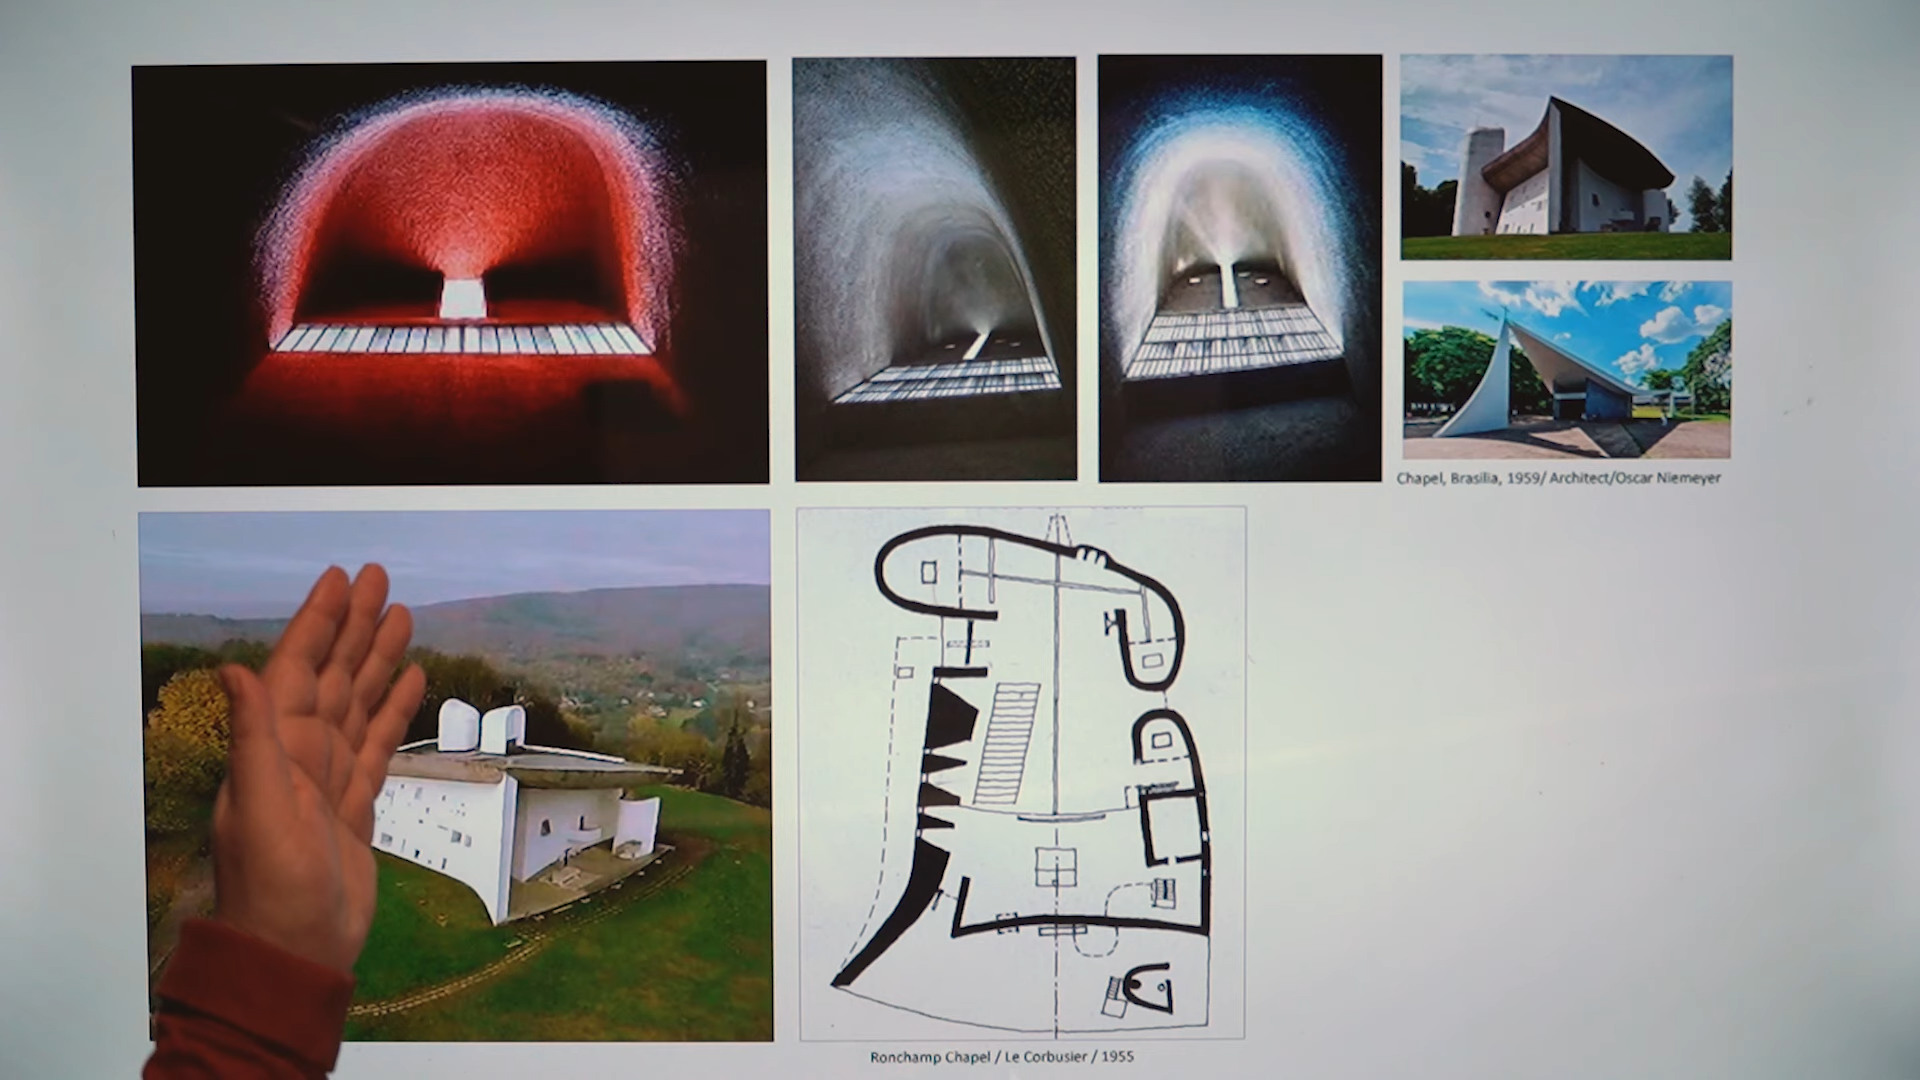 Chapel, Brasilia, 1959/ Architect/Oscar Niemeyer
Ronchamp Chapel / Le Corbusier / 1955